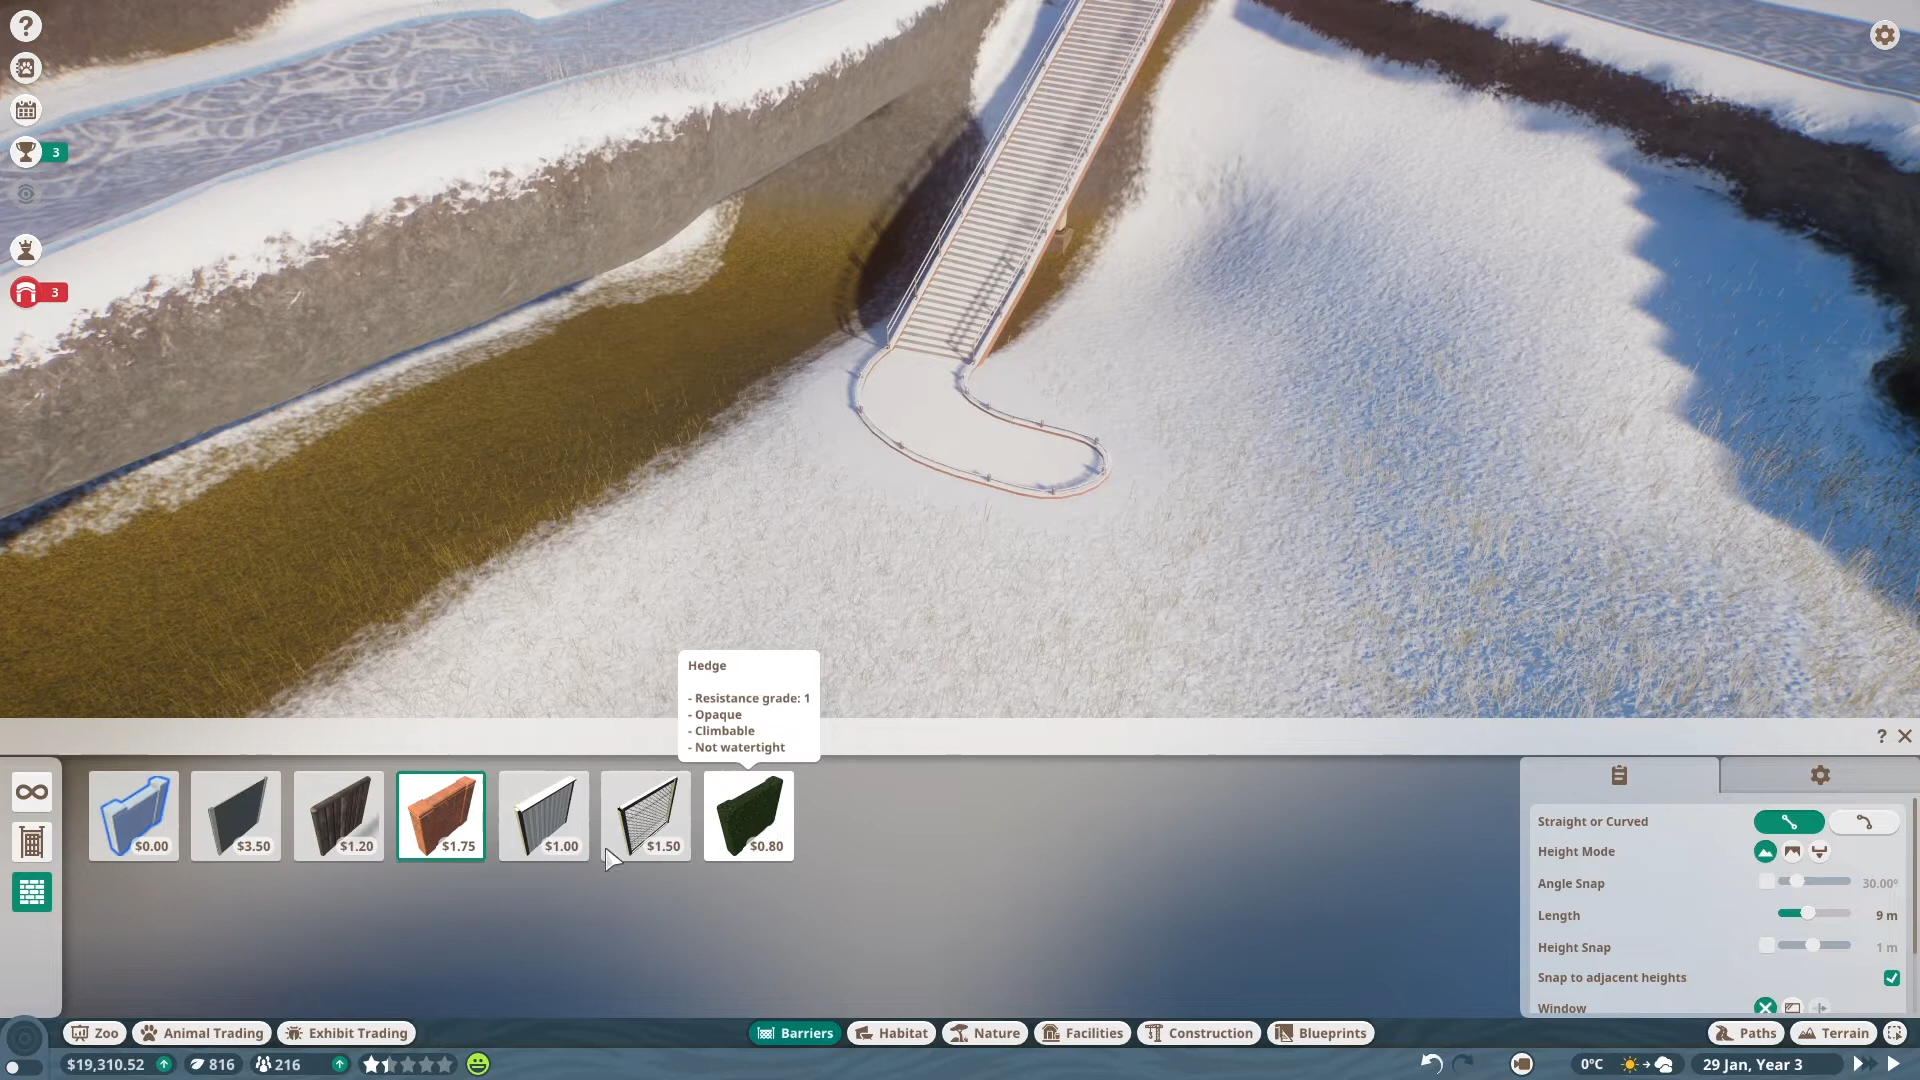 ?
3
3
Hedge
- Resistance grade: 1
- Opaque
- Climbable
- Not watertight
?
$0.00
$3.50
$1.20
$1.75
$1.00
$1.50
$0.80
Straight or Curved
Height Mode
Angle Snap 30.00°
Length 9 m
Height Snap 1 m
Snap to adjacent heights
Window
Zoo Animal Trading Exhibit Trading Barriers Habitat Nature Facilities Construction Blueprints Paths Terrain
$19,310.52 816 216 0°C 29 Jan, Year 3